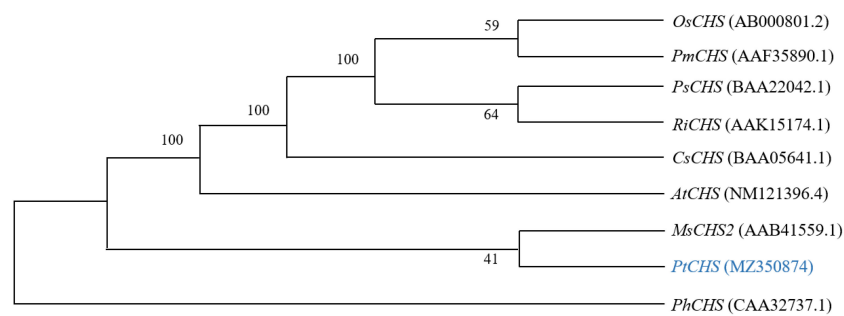 OsCHS (AB000801.2)
59
PmCHS (AAF35890.1)
100
PsCHS (BAA22042.1)
100
64
RiCHS (AAK15174.1)
100
CsCHS (BAA05641.1)
AtCHS (NM121396.4)
MsCHS2 (AAB41559.1)
41
PtCHS (MZ350874)
PhCHS (CAA32737.1)